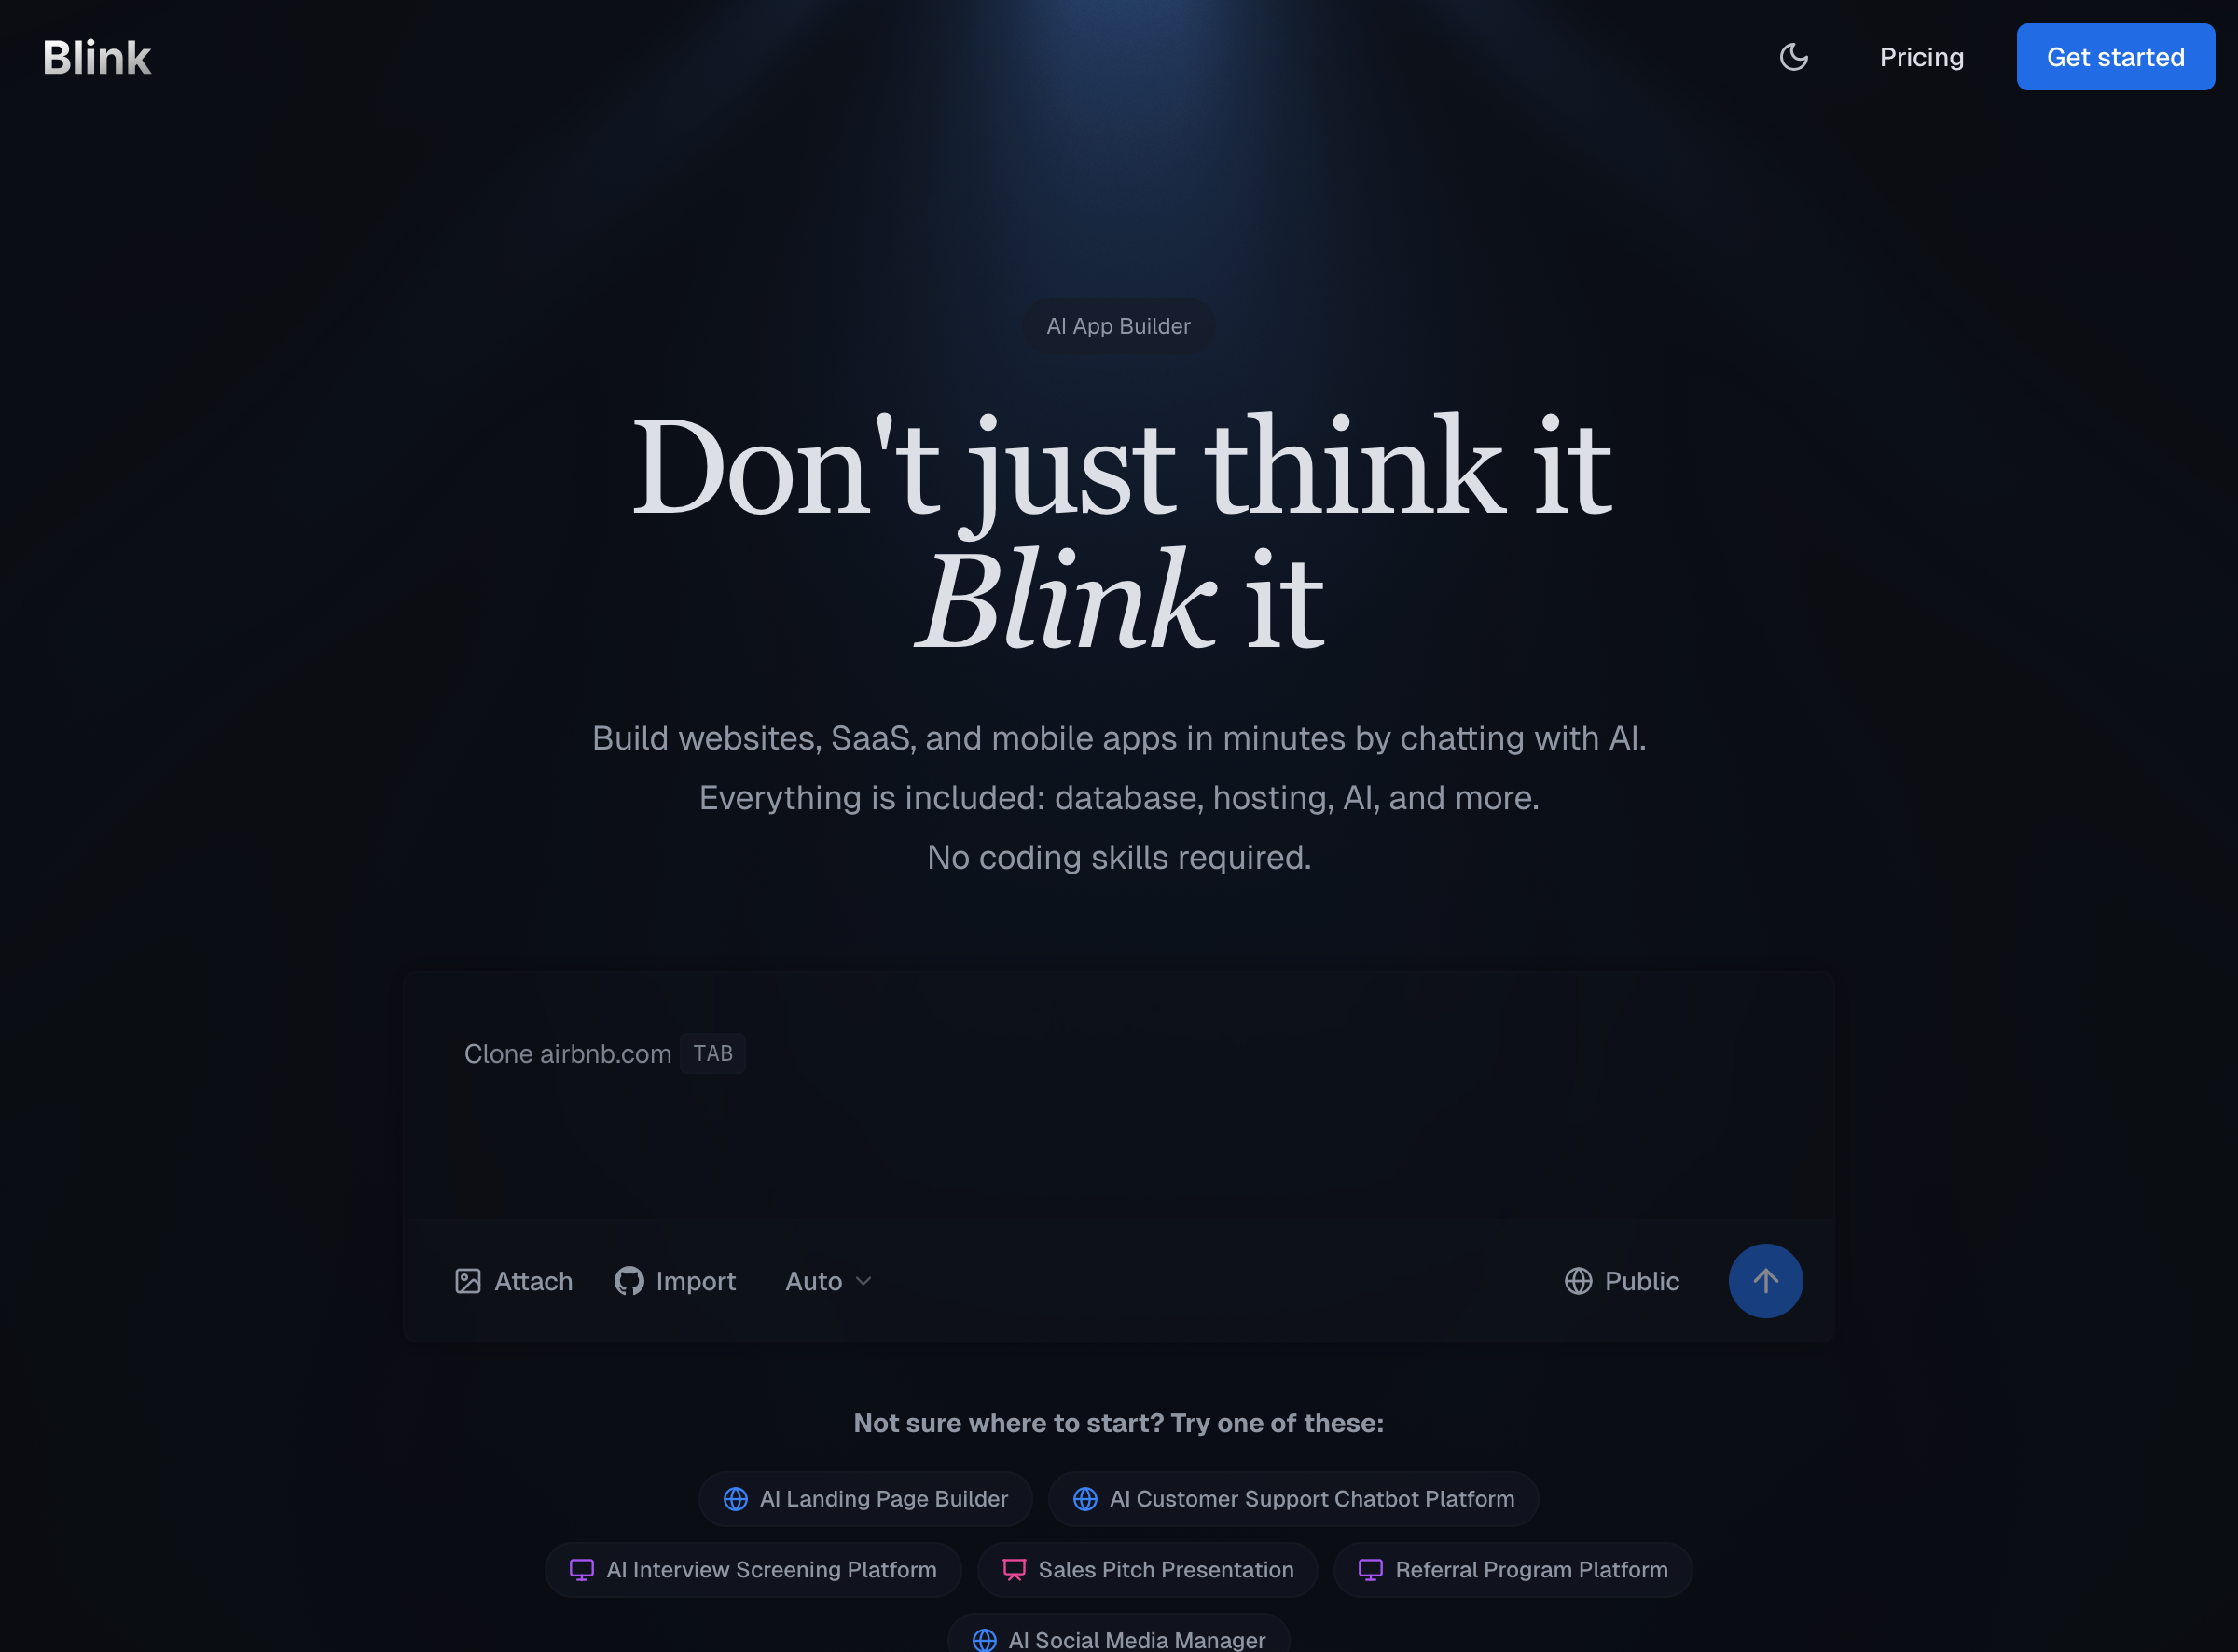 Blink
Pricing
Get started
AI App Builder
Don't just think it
Blink it
Build websites, SaaS, and mobile apps in minutes by chatting with AI.
Everything is included: database, hosting, AI, and more.
No coding skills required.
Clone airbnb.com TAB
Attach Import Auto Public
Not sure where to start? Try one of these:
AI Landing Page Builder AI Customer Support Chatbot Platform
AI Interview Screening Platform Sales Pitch Presentation Referral Program Platform
AI Social Media Manager